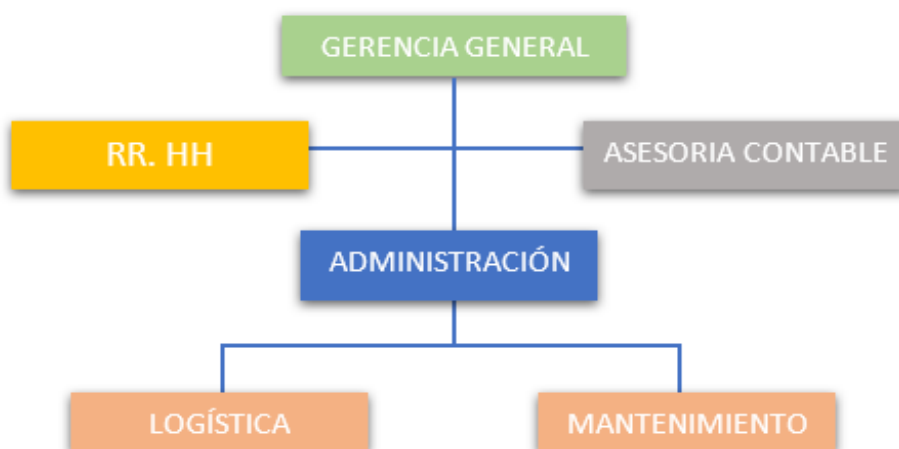 GERENCIA GENERAL
RR. HH
ASESORIA CONTABLE
ADMINISTRACIÓN
LOGÍSTICA
MANTENIMIENTO